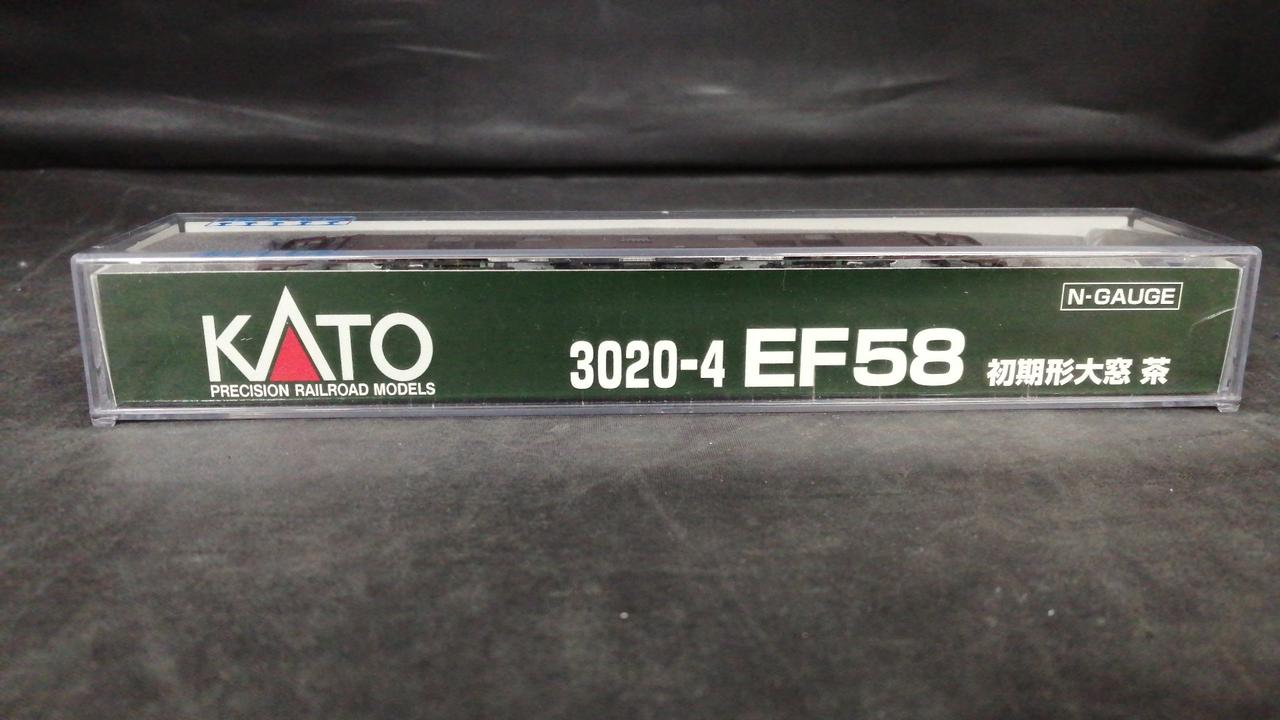 N-GAUGE
KATO
PRECISION RAILROAD MODELS
3020-4 EF58 初期形大窓 茶